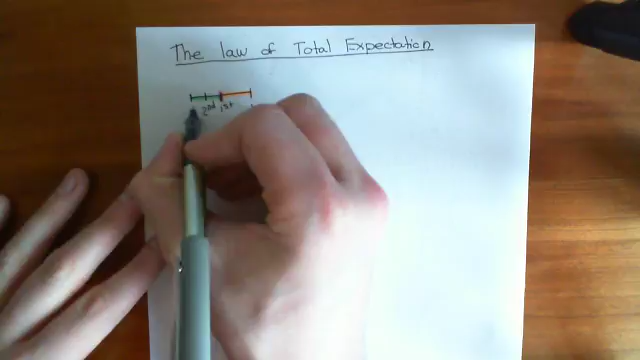 The law of Total Expectation
2nd 1st